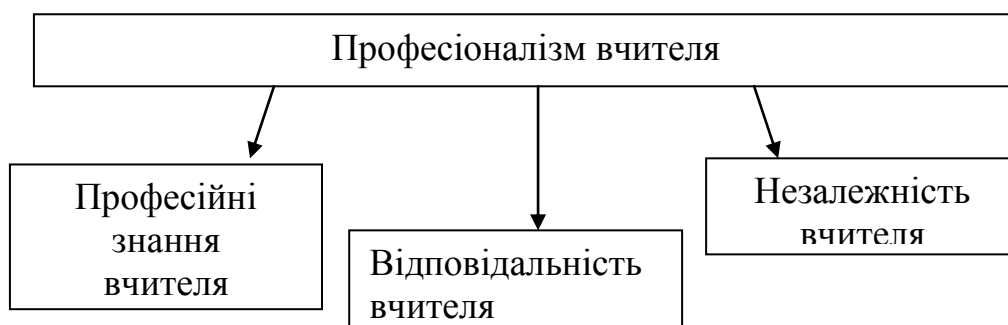 Професіоналізм вчителя
Професійні
знання
вчителя
Відповідальність
вчителя
Незалежність
вчителя